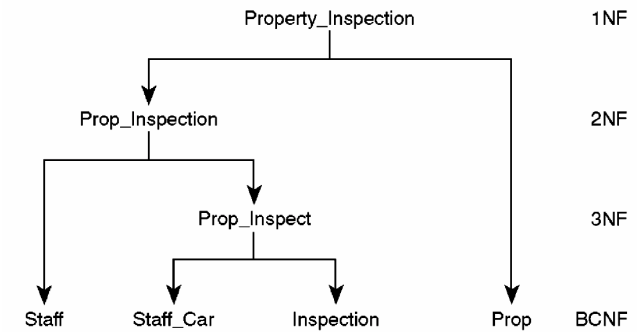 Property_Inspection 1NF
Prop_Inspection 2NF
Prop_Inspect 3NF
Staff Staff_Car Inspection Prop BCNF